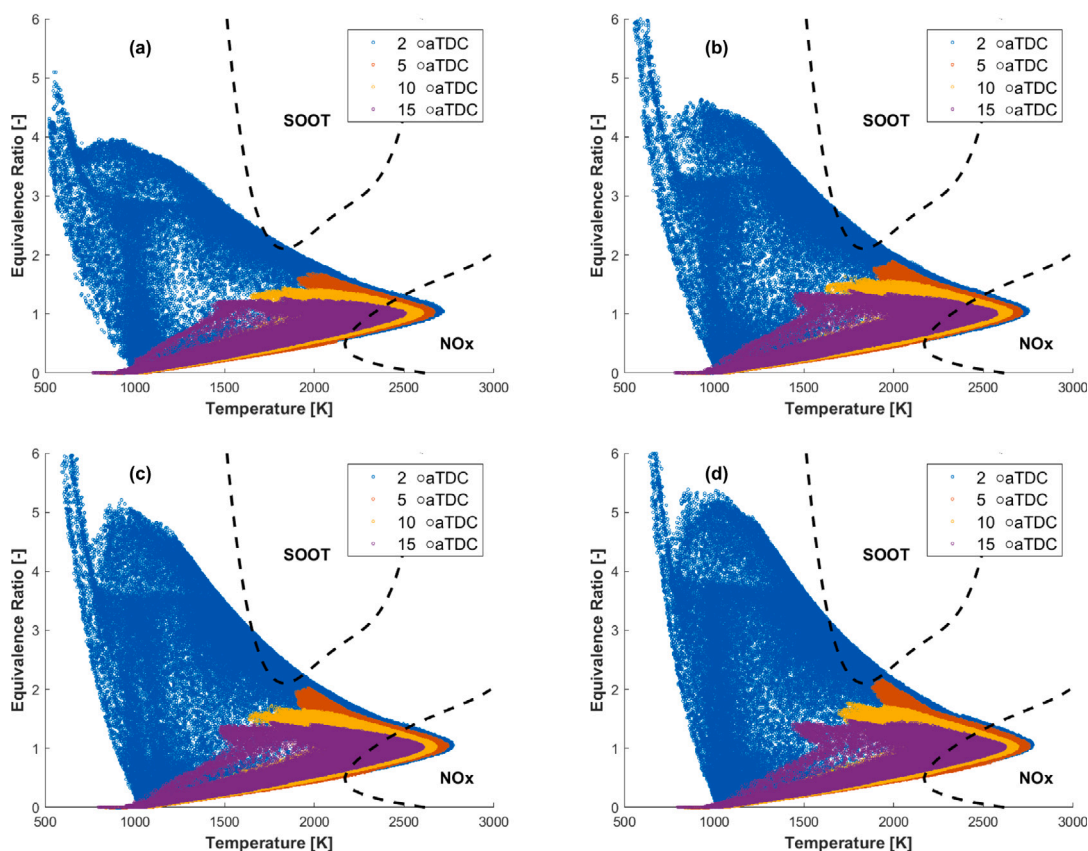 (a)
2 ○aTDC
5 ○aTDC
10 ○aTDC
15 ○aTDC
SOOT
NOx
Equivalence Ratio [-]
6
5
4
3
2
1
0
500 1000 1500 2000 2500 3000
Temperature [K]
(b)
2 ○aTDC
5 ○aTDC
10 ○aTDC
15 ○aTDC
SOOT
NOx
Equivalence Ratio [-]
6
5
4
3
2
1
0
500 1000 1500 2000 2500 3000
Temperature [K]
(c)
2 ○aTDC
5 ○aTDC
10 ○aTDC
15 ○aTDC
SOOT
NOx
Equivalence Ratio [-]
6
5
4
3
2
1
0
500 1000 1500 2000 2500 3000
Temperature [K]
(d)
2 ○aTDC
5 ○aTDC
10 ○aTDC
15 ○aTDC
SOOT
NOx
Equivalence Ratio [-]
6
5
4
3
2
1
0
500 1000 1500 2000 2500 3000
Temperature [K]